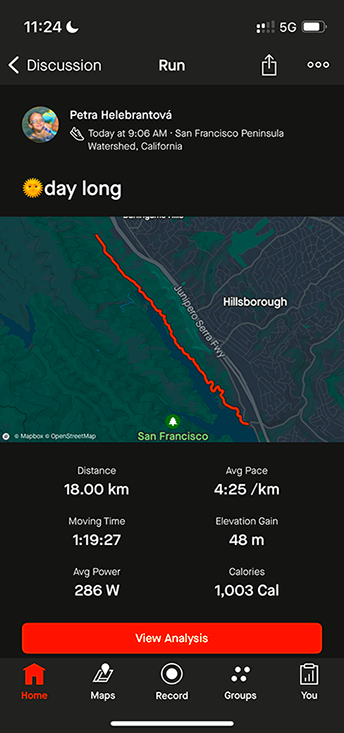 11:24
5G
Discussion
Run
Petra Helebrantová
Today at 9:06 AM · San Francisco Peninsula
Watershed, California
🌞day long
Burlingame Hills
Hillsborough
Junipero Serra Fwy
© Mapbox © OpenStreetMap
San Francisco
Distance
18.00 km
Avg Pace
4:25 /km
Moving Time
1:19:27
Elevation Gain
48 m
Avg Power
286 W
Calories
1,003 Cal
View Analysis
Home
Maps
Record
Groups
You